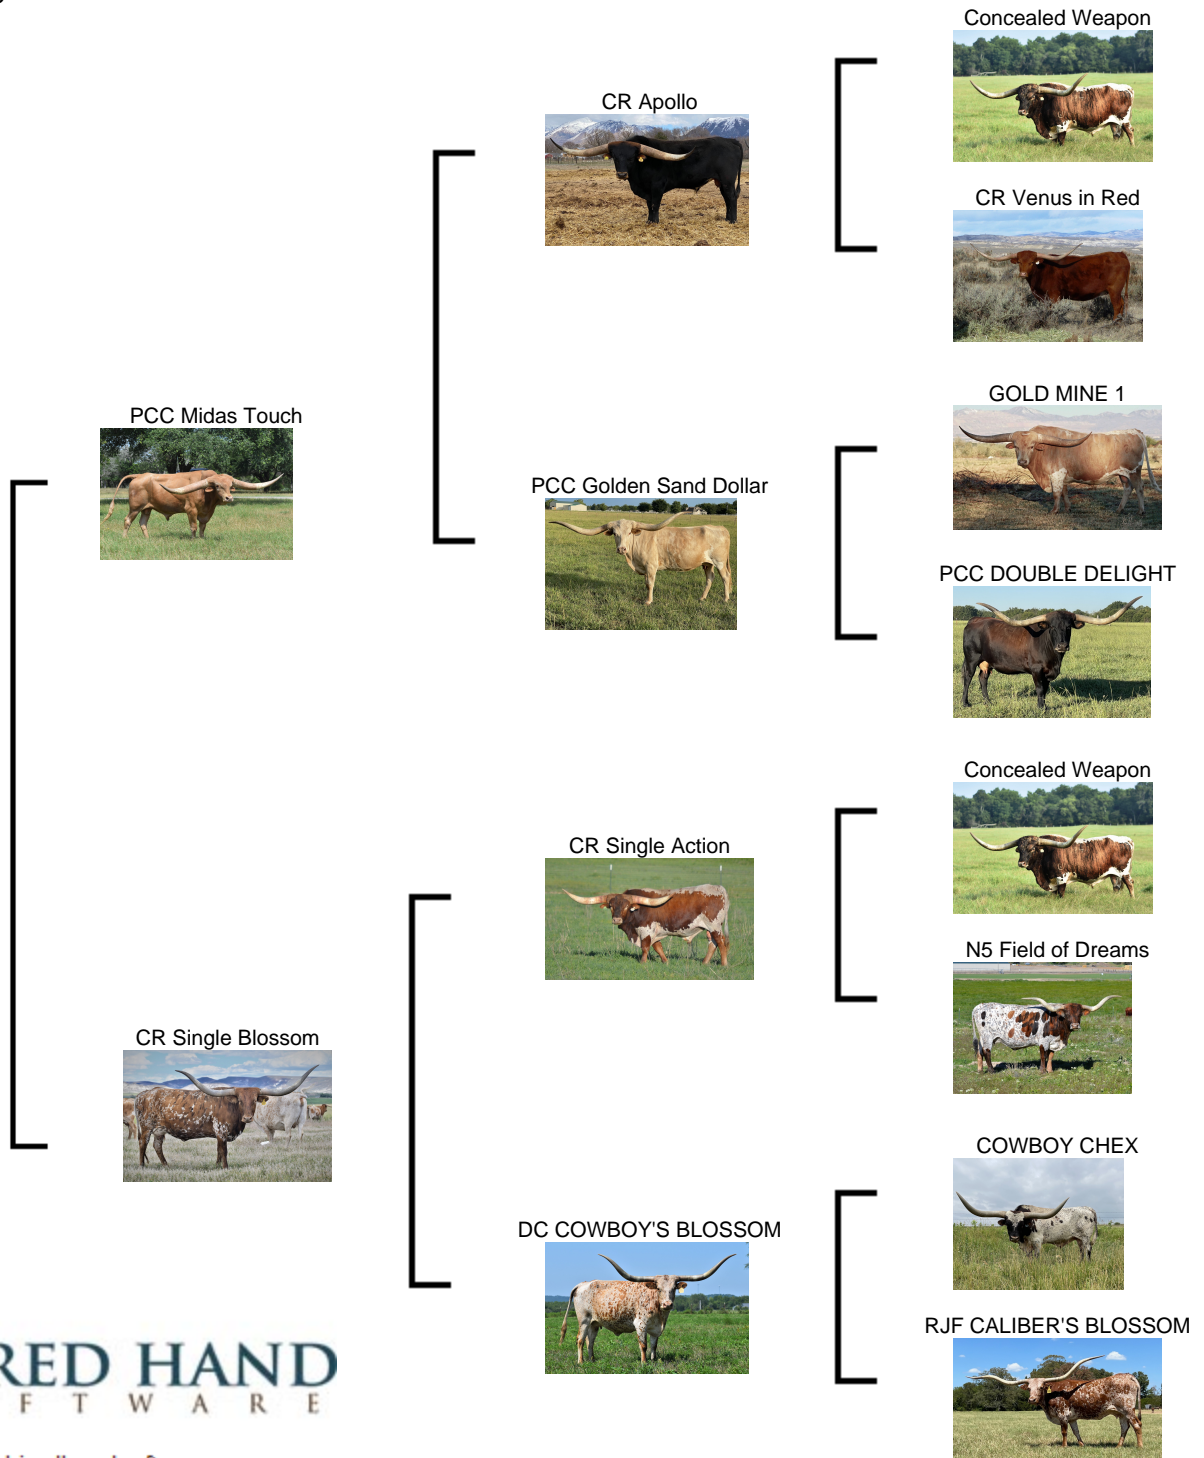 Concealed Weapon
CR Apollo
CR Venus in Red
GOLD MINE 1
PCC Midas Touch
PCC Golden Sand Dollar
PCC DOUBLE DELIGHT
Concealed Weapon
CR Single Action
N5 Field of Dreams
CR Single Blossom
COWBOY CHEX
DC COWBOY'S BLOSSOM
RJF CALIBER'S BLOSSOM
RED HAND
FTWARE